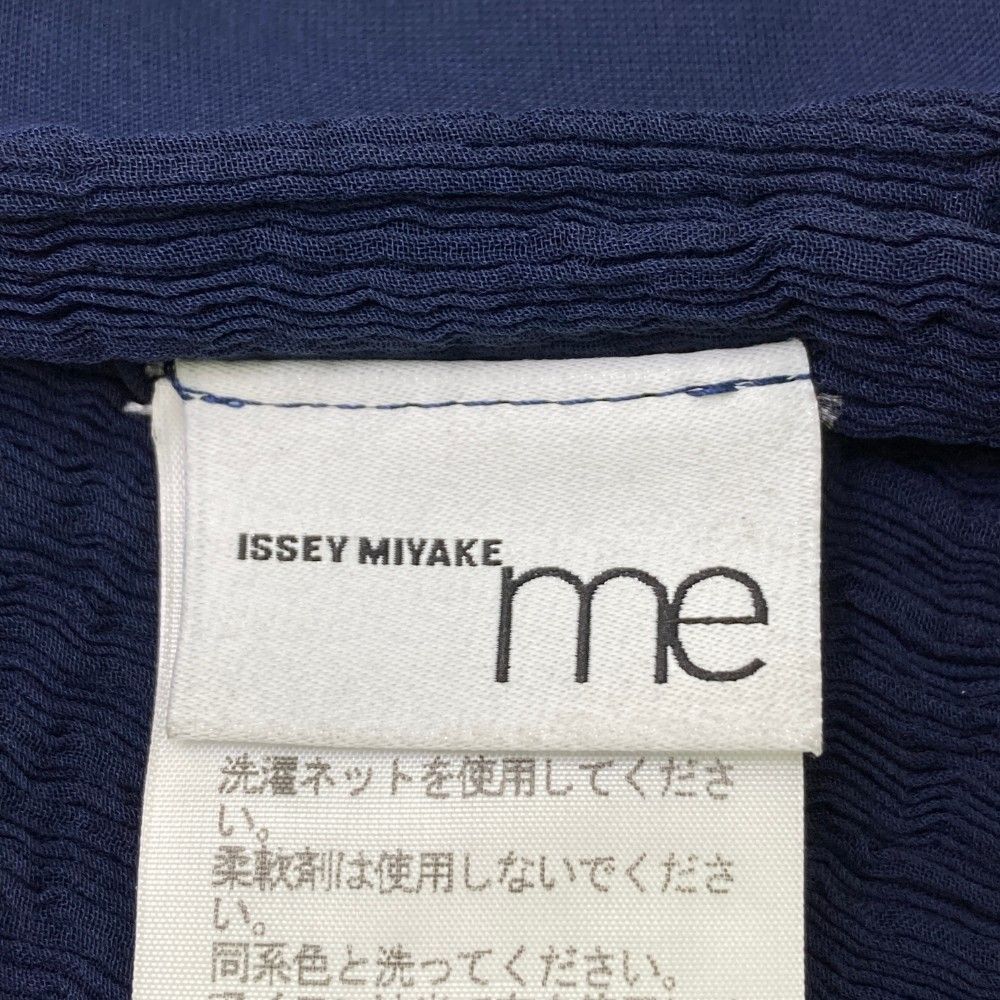 ISSEY MIYAKE
me
洗濯ネットを使用してくださ
い。
柔軟剤は使用しないでくださ
い。
同系色と洗ってください。